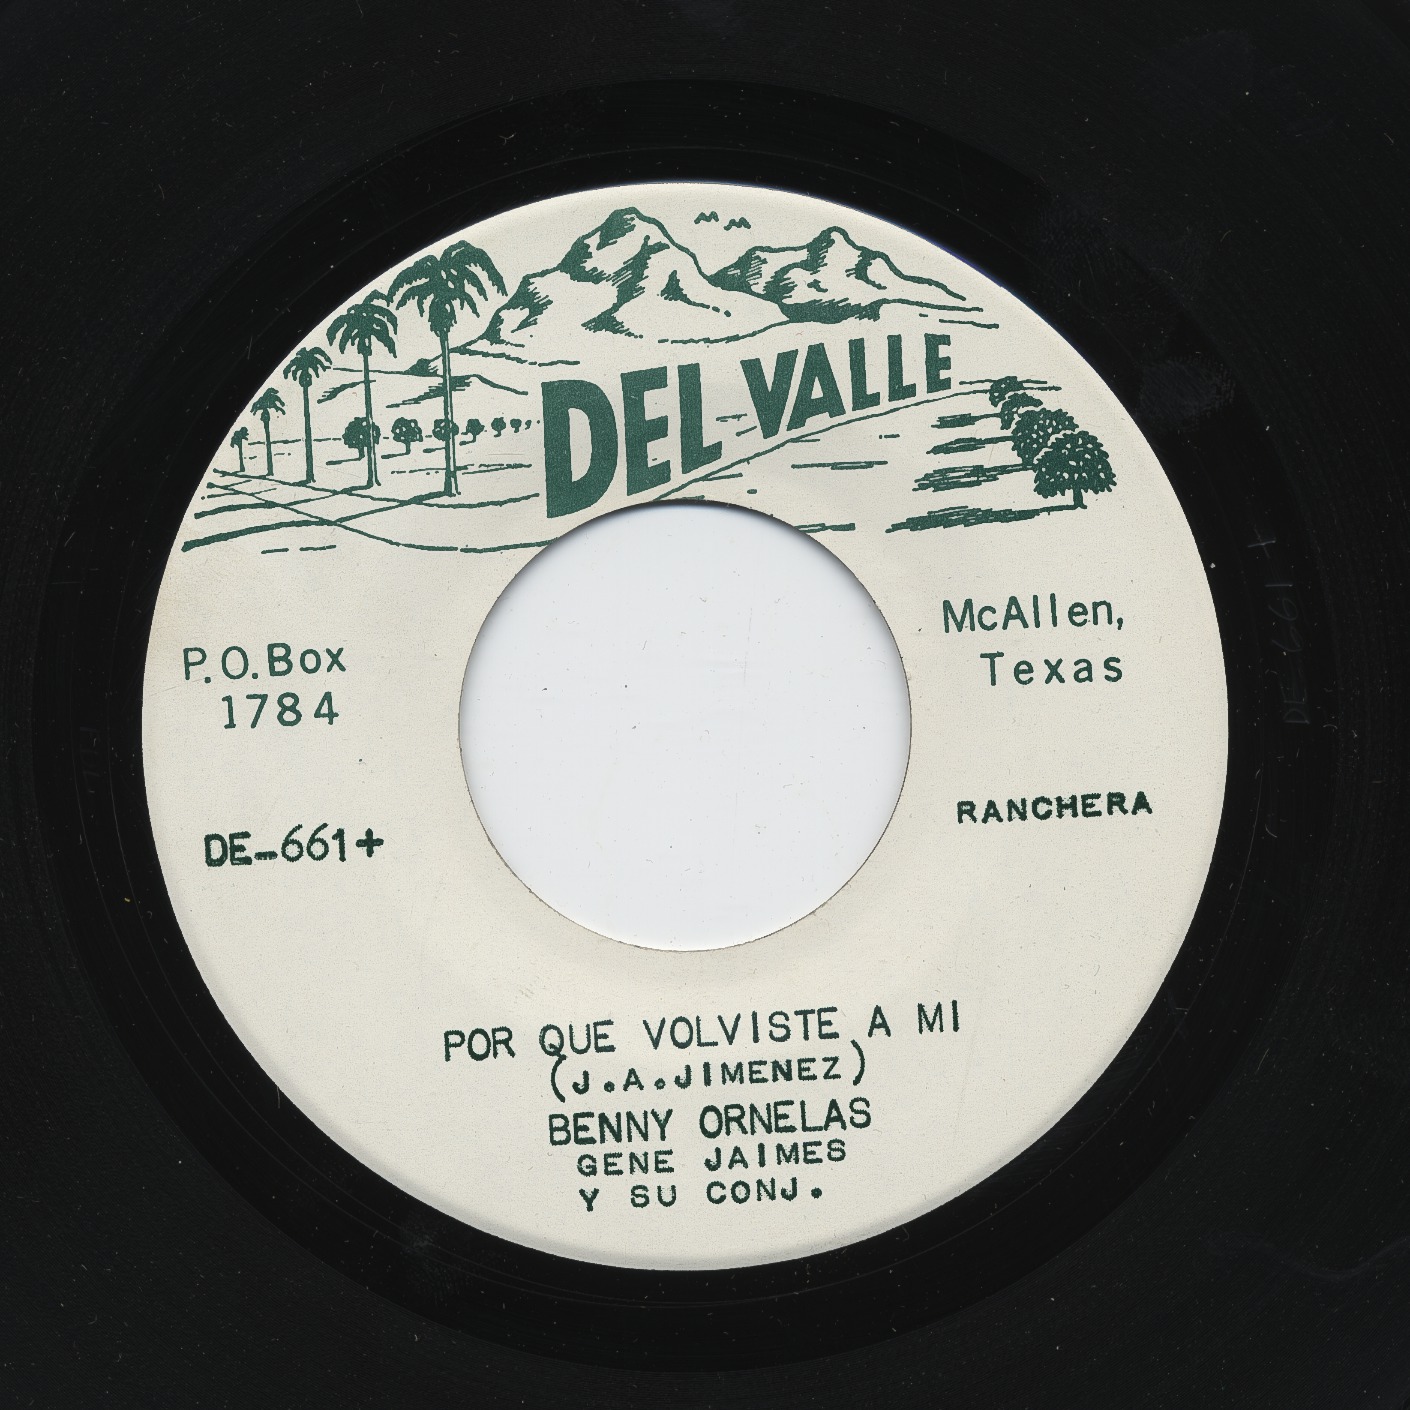 DEL VALLE
McAllen,
Texas
P.O.Box
1784
RANCHERA
DE-661+
POR QUE VOLVISTE A MI
(J.A.JIMENEZ)
BENNY ORNELAS
GENE JAIMES
Y SU CONJ.
DE-661+